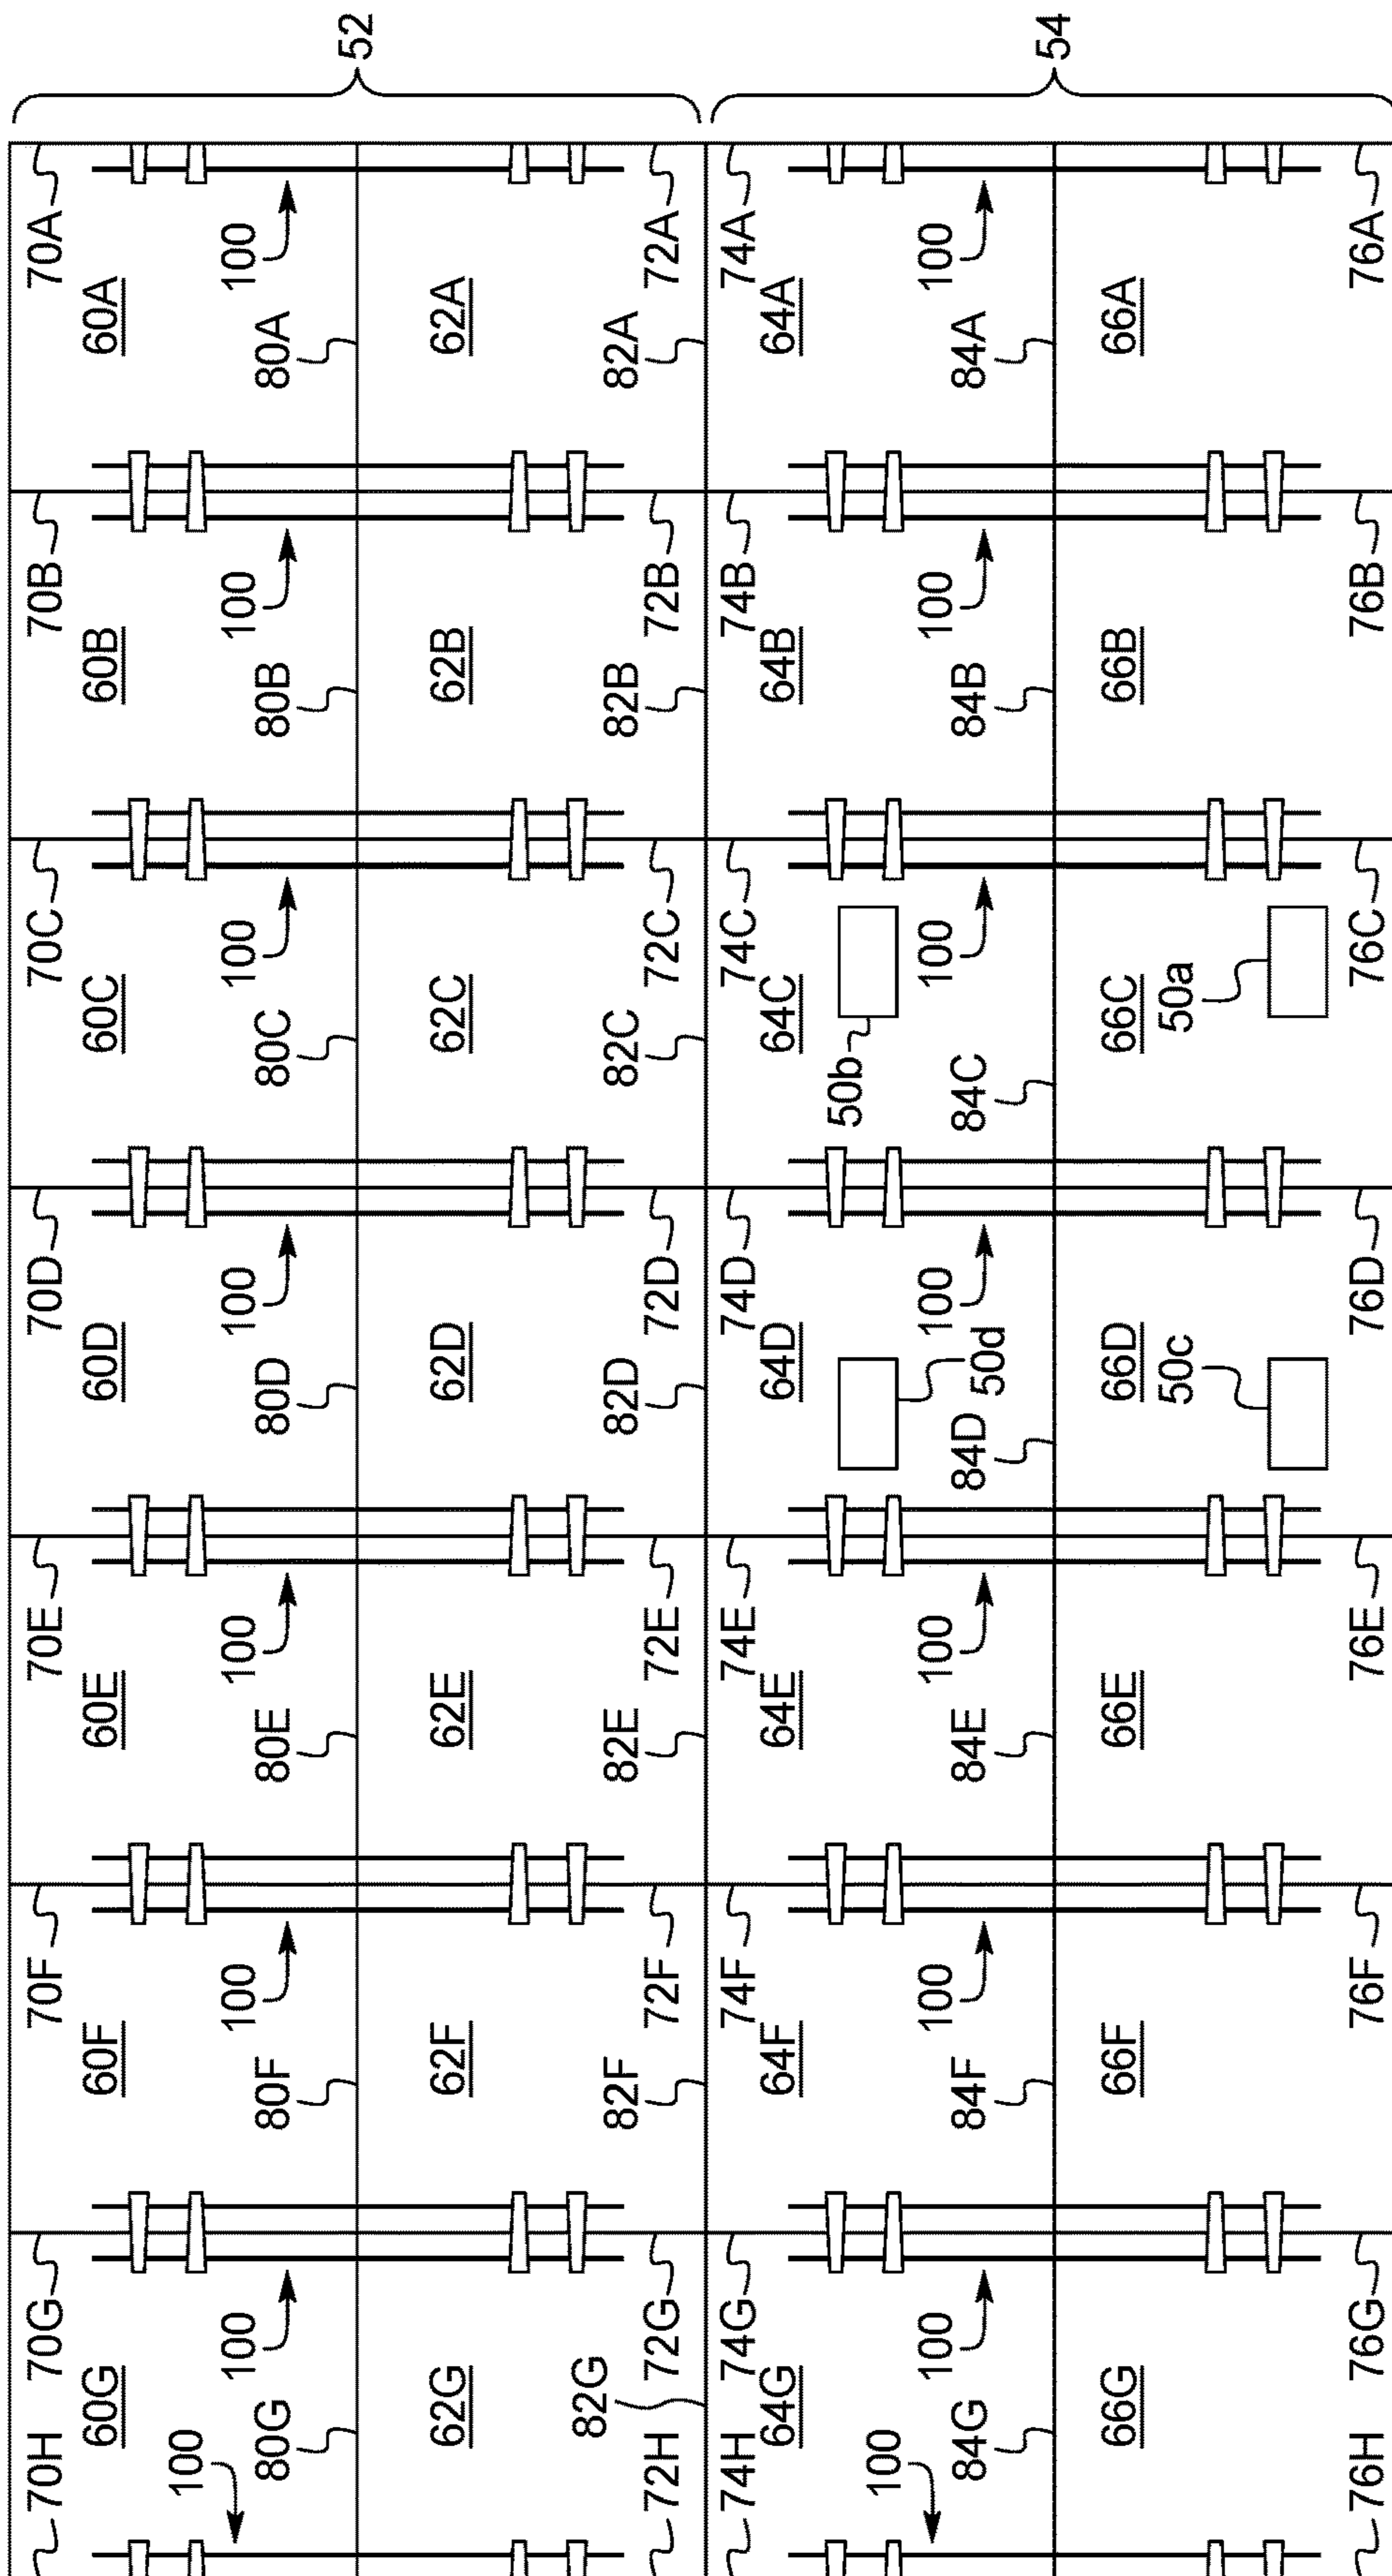 52
54
70A
60A
100
80A
62A
82A
72A
74A
64A
100
84A
66A
76A
70B
60B
100
80B
62B
82B
72B
74B
64B
100
84B
66B
76B
70C
60C
100
80C
62C
82C
72C
74C
64C
50b
100
84C
66C
50a
76C
70D
60D
100
80D
62D
82D
72D
74D
64D
100
50d
84D
66D
50c
76D
70E
60E
100
80E
62E
82E
72E
74E
64E
100
84E
66E
76E
70F
60F
100
80F
62F
82F
72F
74F
64F
100
84F
66F
76F
70G
60G
100
80G
62G
82G
72G
74G
64G
100
84G
66G
76G
70H
100
72H
74H
100
76H